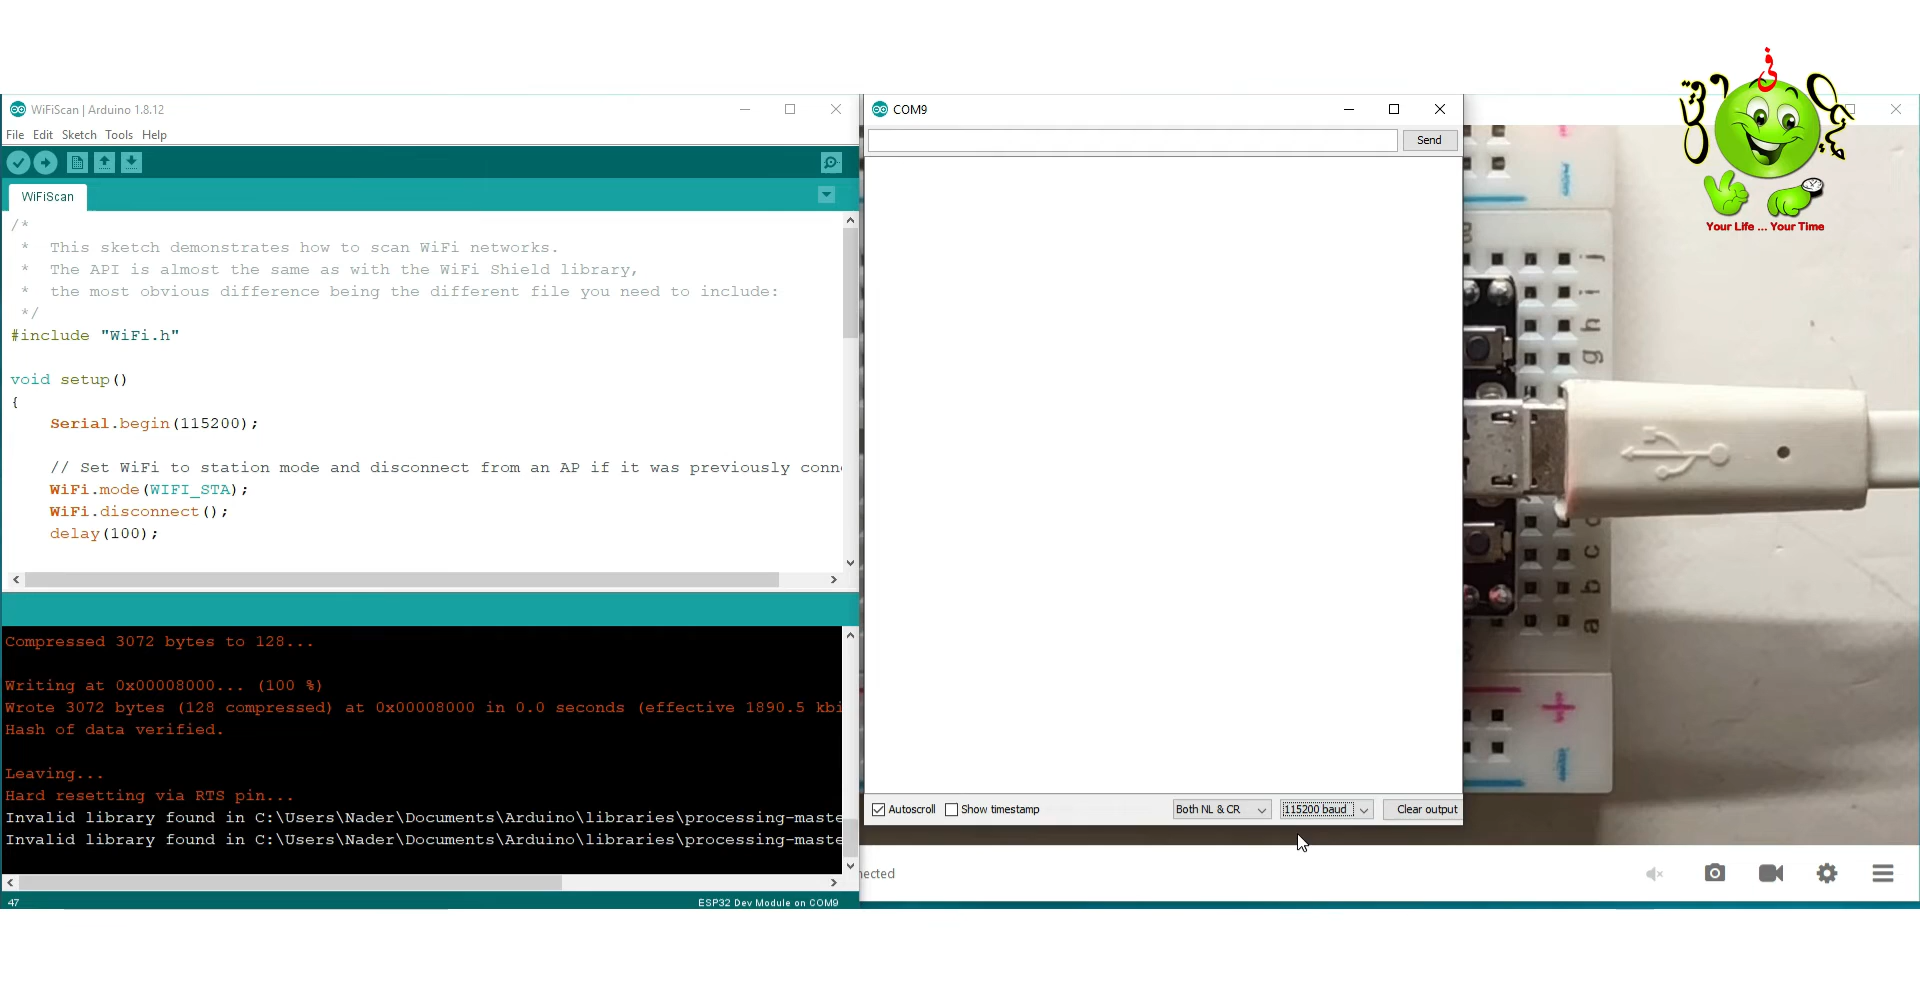 WiFiScan | Arduino 1.8.12
File Edit Sketch Tools Help
WiFiScan
/*
* This sketch demonstrates how to scan WiFi networks.
* The API is almost the same as with the WiFi Shield library,
* the most obvious difference being the different file you need to include:
*/
#include "WiFi.h"
void setup()
{
Serial.begin(115200);
// Set WiFi to station mode and disconnect from an AP if it was previously conn
WiFi.mode(WIFI_STA);
WiFi.disconnect();
delay(100);
Compressed 3072 bytes to 128...
Writing at 0x00008000... (100 %)
Wrote 3072 bytes (128 compressed) at 0x00008000 in 0.0 seconds (effective 1890.5 kbi
Hash of data verified.
Leaving...
Hard resetting via RTS pin...
Invalid library found in C:\Users\Nader\Documents\Arduino\libraries\processing-maste
Invalid library found in C:\Users\Nader\Documents\Arduino\libraries\processing-maste
47
ESP32 Dev Module on COM9
COM9
Send
Autoscroll Show timestamp Both NL & CR 115200 baud Clear output
nected
j
i
h
g
c
b
a
+
في
Your Life ... Your Time